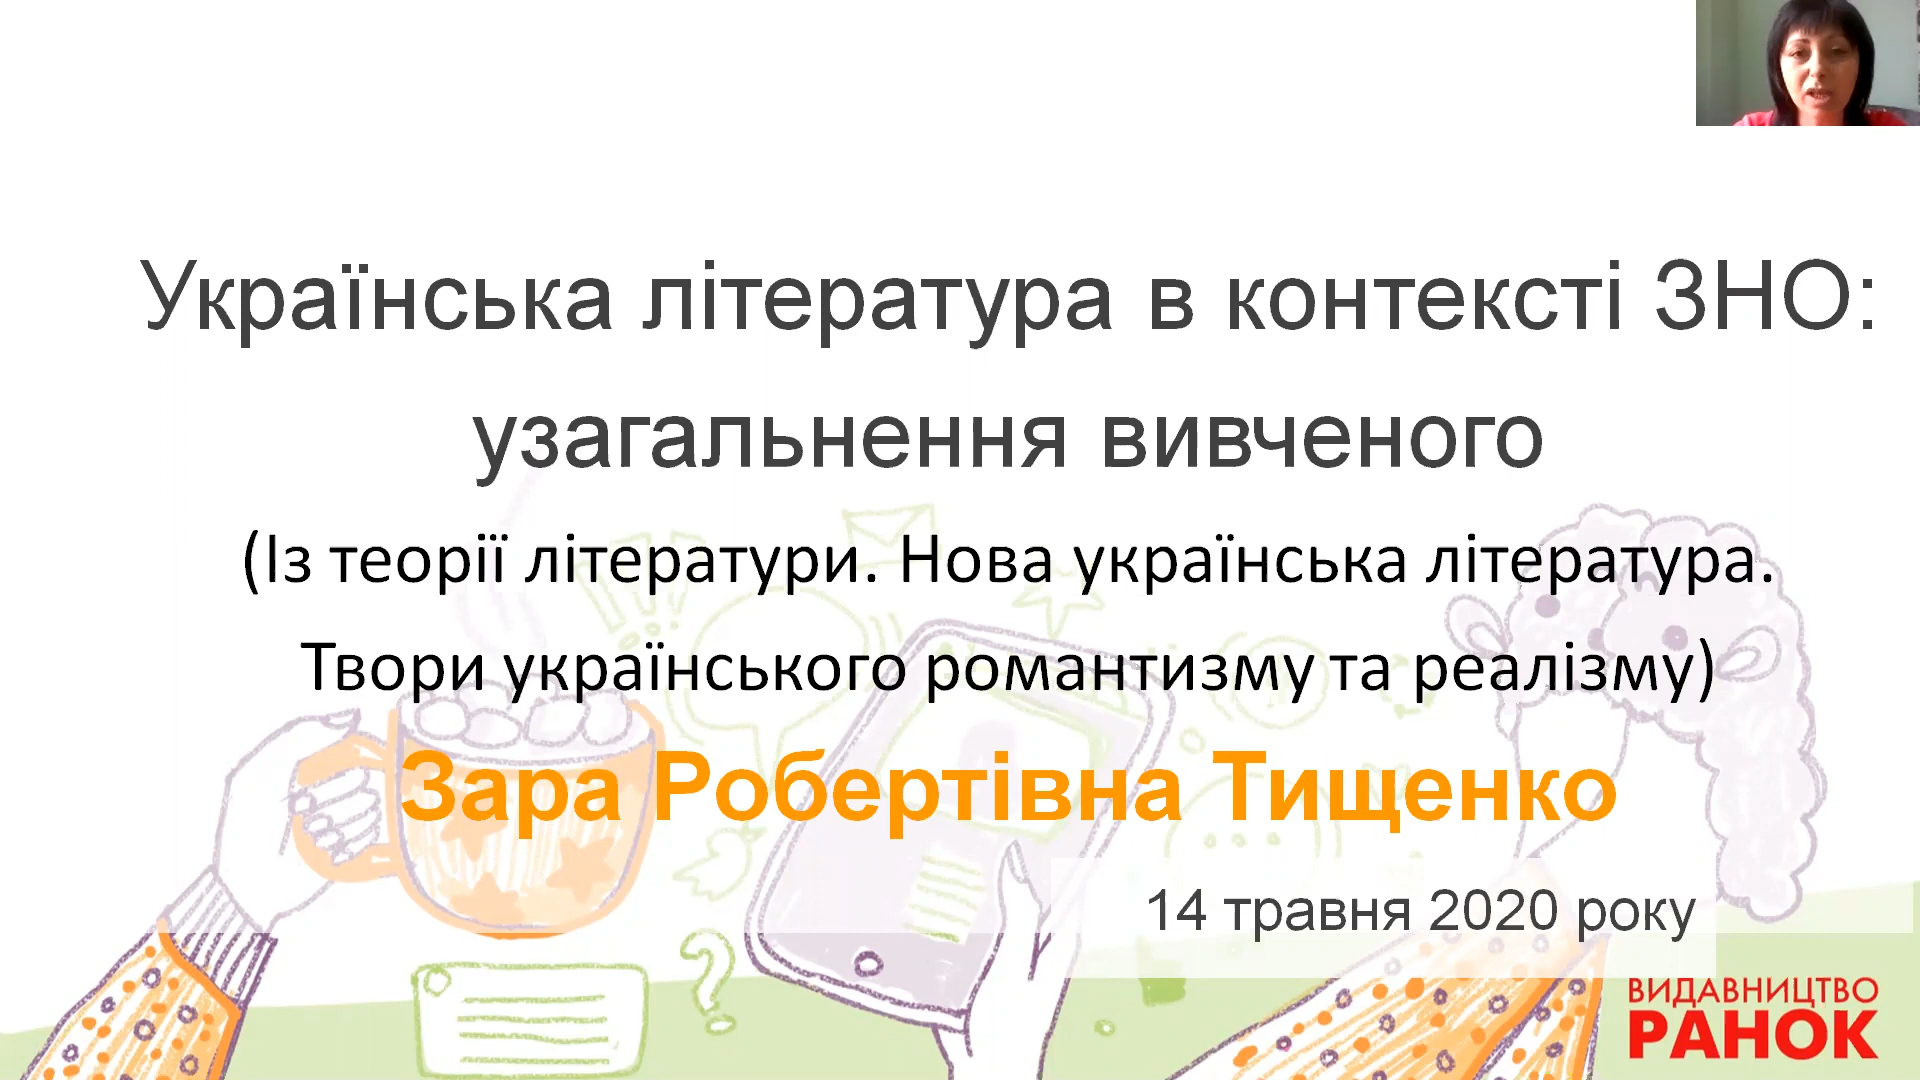 Українська література в контексті ЗНО:
узагальнення вивченого
(Із теорії літератури. Нова українська література.
Твори українського романтизму та реалізму)
Зара Робертівна Тищенко
14 травня 2020 року
ВИДАВНИЦТВО
РАНОК